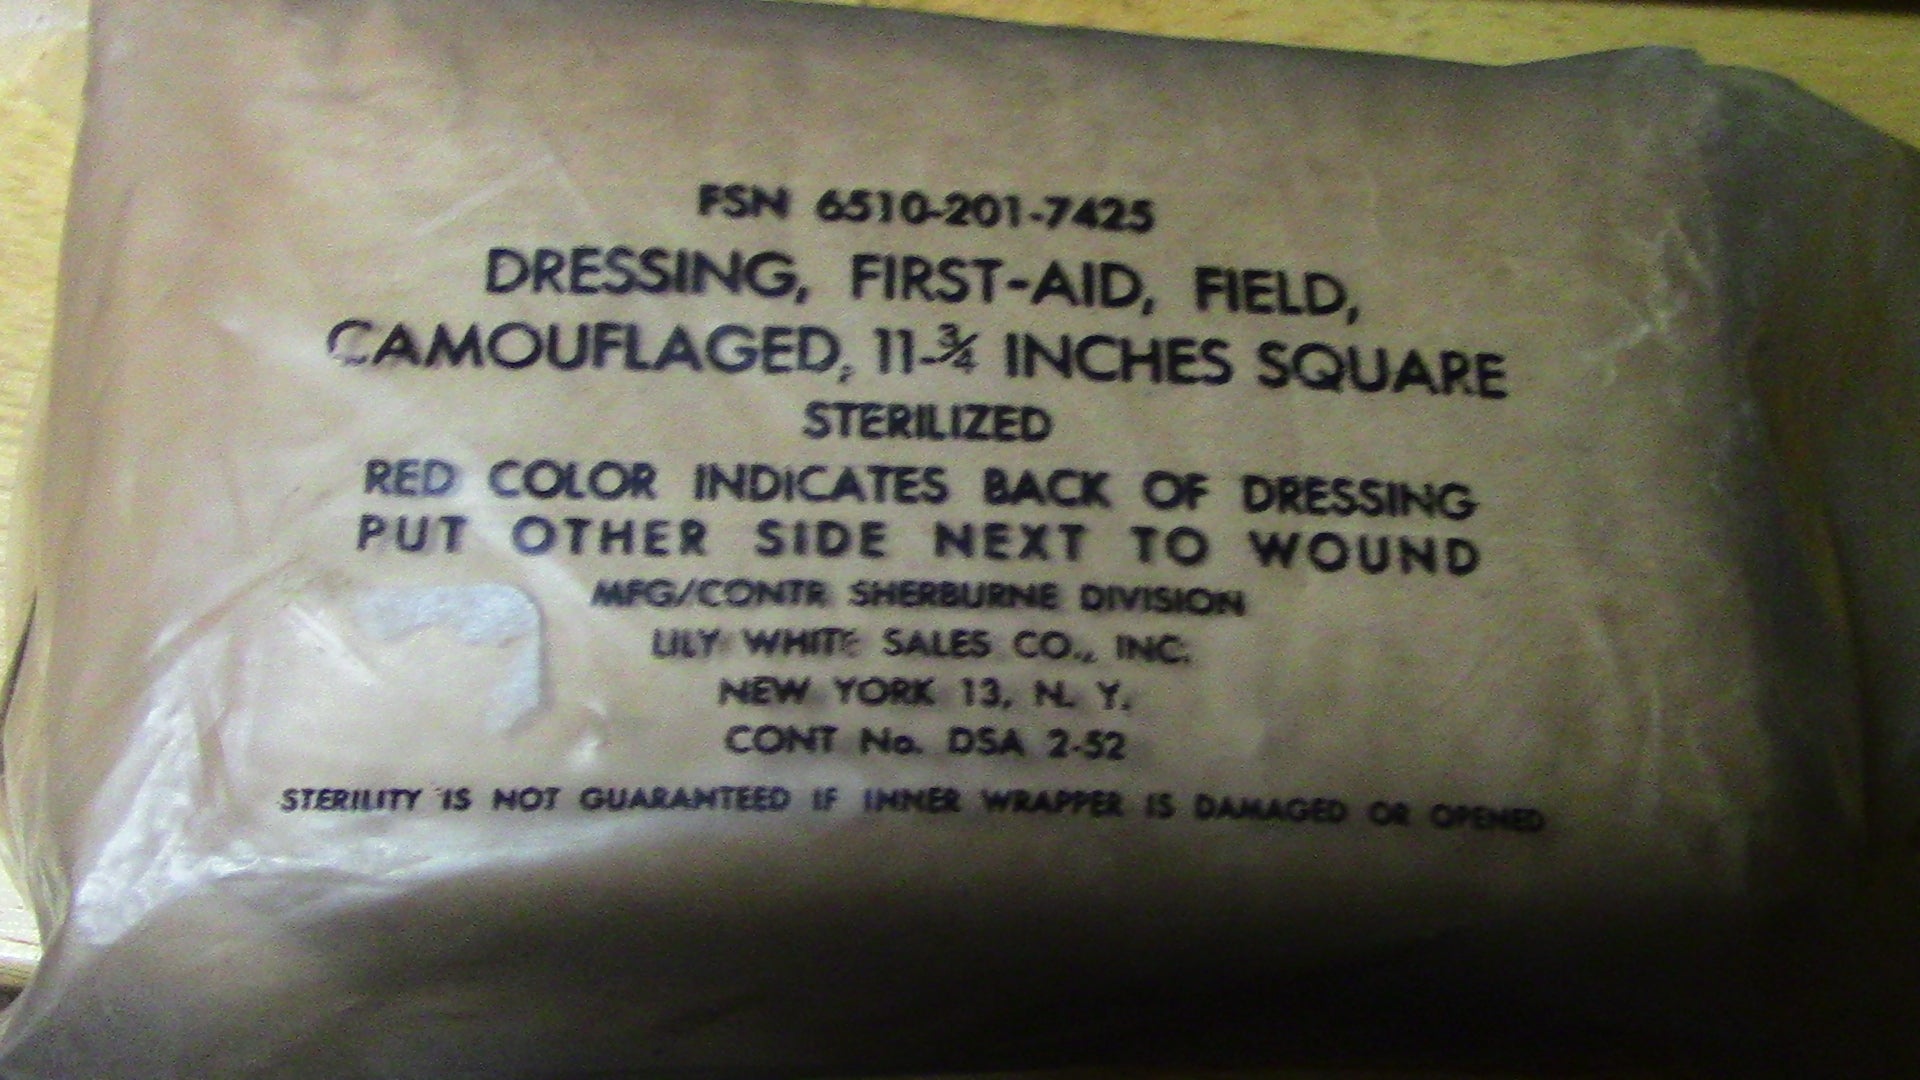 FSN 6510-201-7425
DRESSING, FIRST-AID, FIELD,
CAMOUFLAGED, 11-¾ INCHES SQUARE
STERILIZED
RED COLOR INDICATES BACK OF DRESSING
PUT OTHER SIDE NEXT TO WOUND
MFG/CONTR SHERBURNE DIVISION
LILY WHITE SALES CO., INC.
NEW YORK 13, N. Y.
CONT No. DSA 2-52
STERILITY IS NOT GUARANTEED IF INNER WRAPPER IS DAMAGED OR OPENED